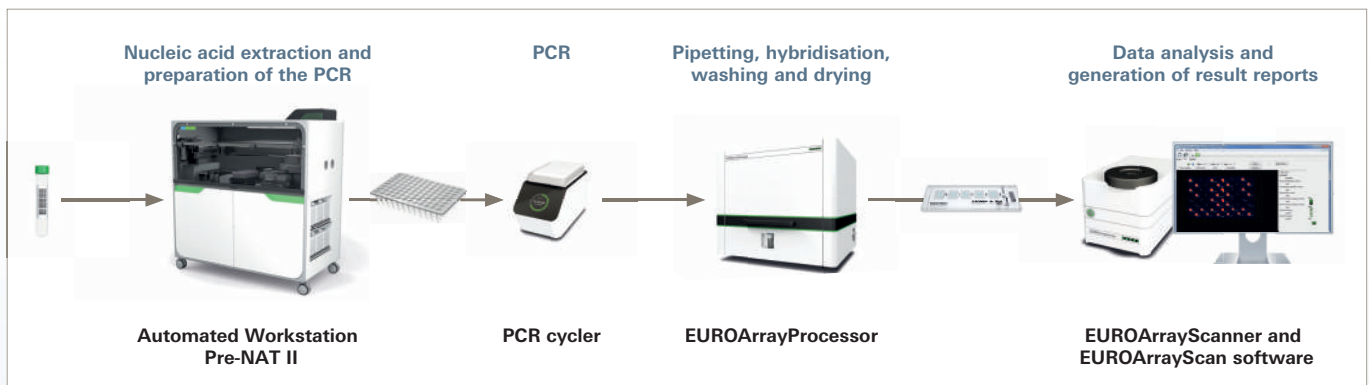 Nucleic acid extraction and
preparation of the PCR
PCR
Pipetting, hybridisation,
washing and drying
Data analysis and
generation of result reports
Automated Workstation
Pre-NAT II
PCR cycler
EUROArrayProcessor
EUROArrayScanner and
EUROArrayScan software